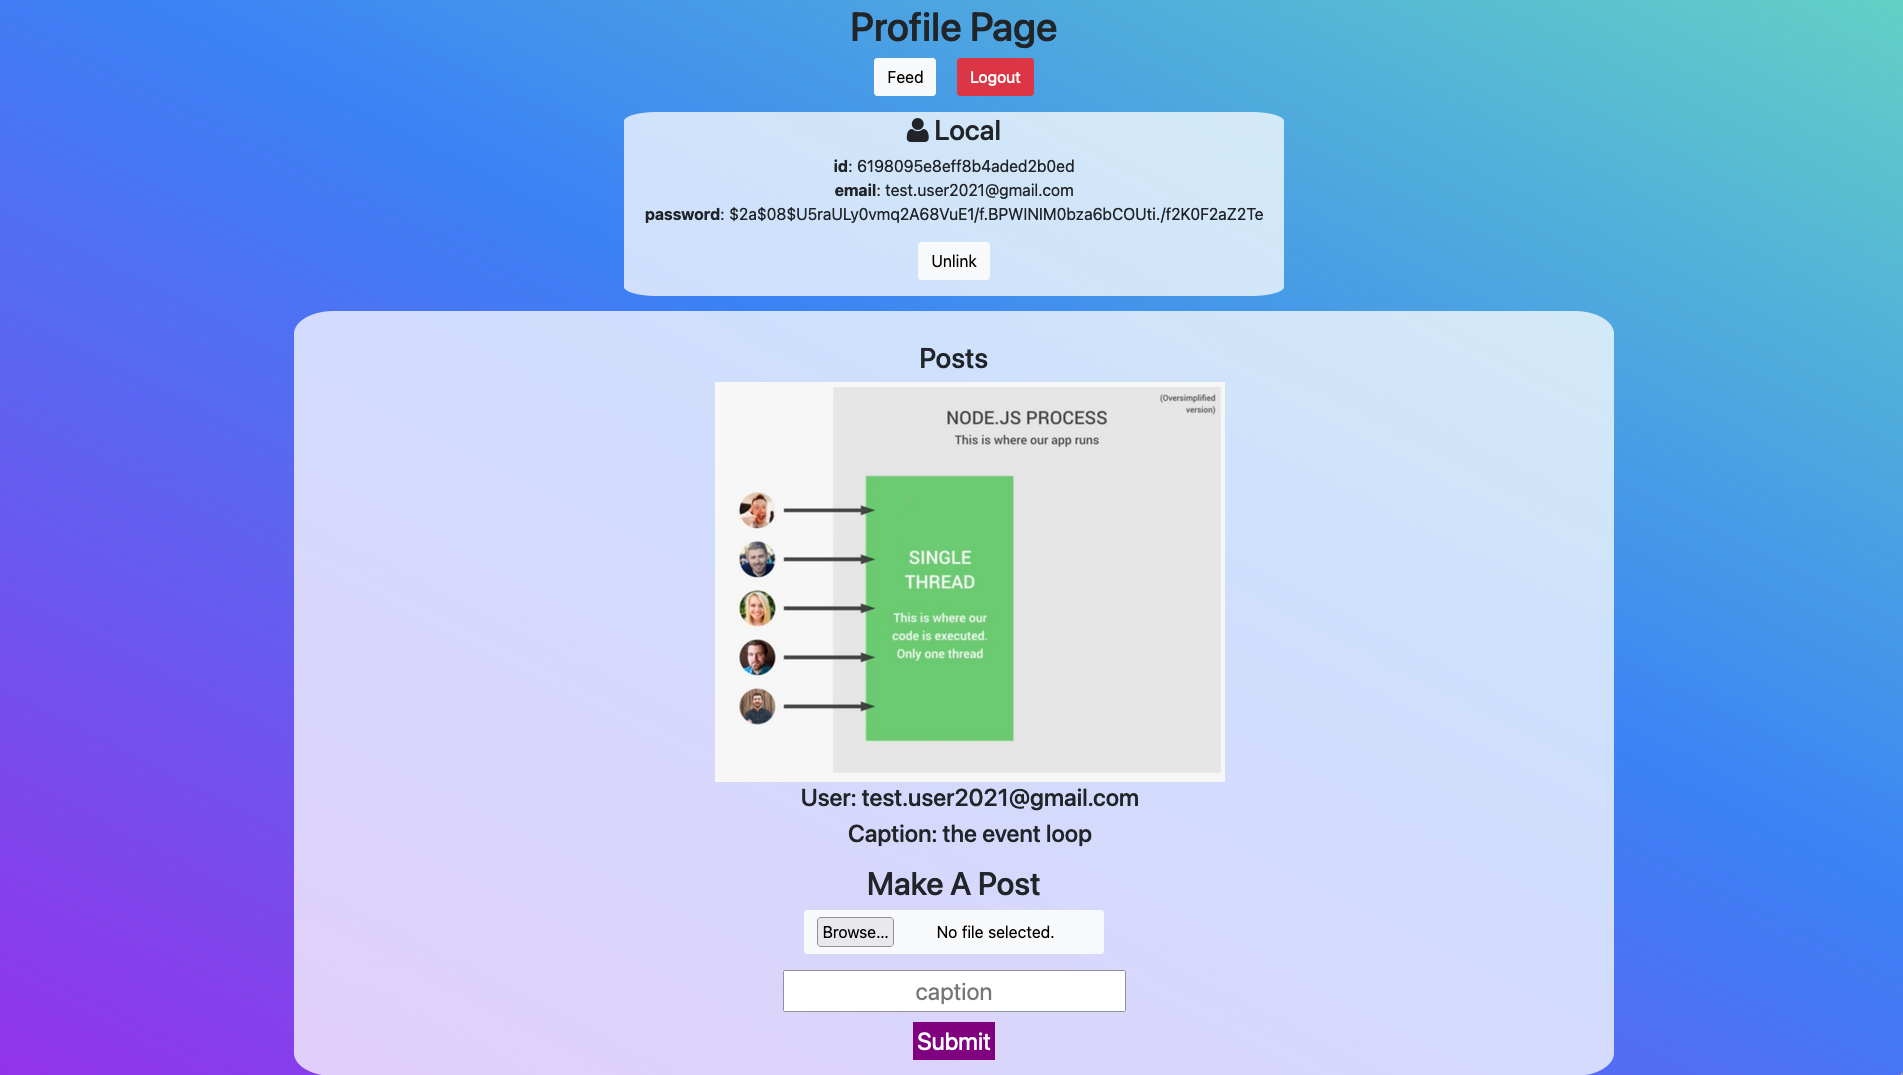 Profile Page
Feed
Logout
Local
id: 6198095e8eff8b4aded2b0ed
email: test.user2021@gmail.com
password: $2a$08$U5raULy0vmq2A68VuE1/f.BPWINIM0bza6bCOUti./f2K0F2aZ2Te
Unlink
Posts
(Oversimplified
version)
NODE.JS PROCESS
This is where our app runs
SINGLE
THREAD
This is where our
code is executed.
Only one thread
User: test.user2021@gmail.com
Caption: the event loop
Make A Post
Browse... No file selected.
caption
Submit